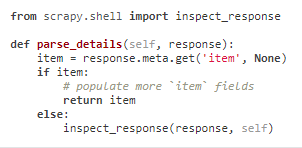 from scrapy.shell import inspect_response
def parse_details(self, response):
    item = response.meta.get('item', None)
    if item:
        # populate more `item` fields
        return item
    else:
        inspect_response(response, self)